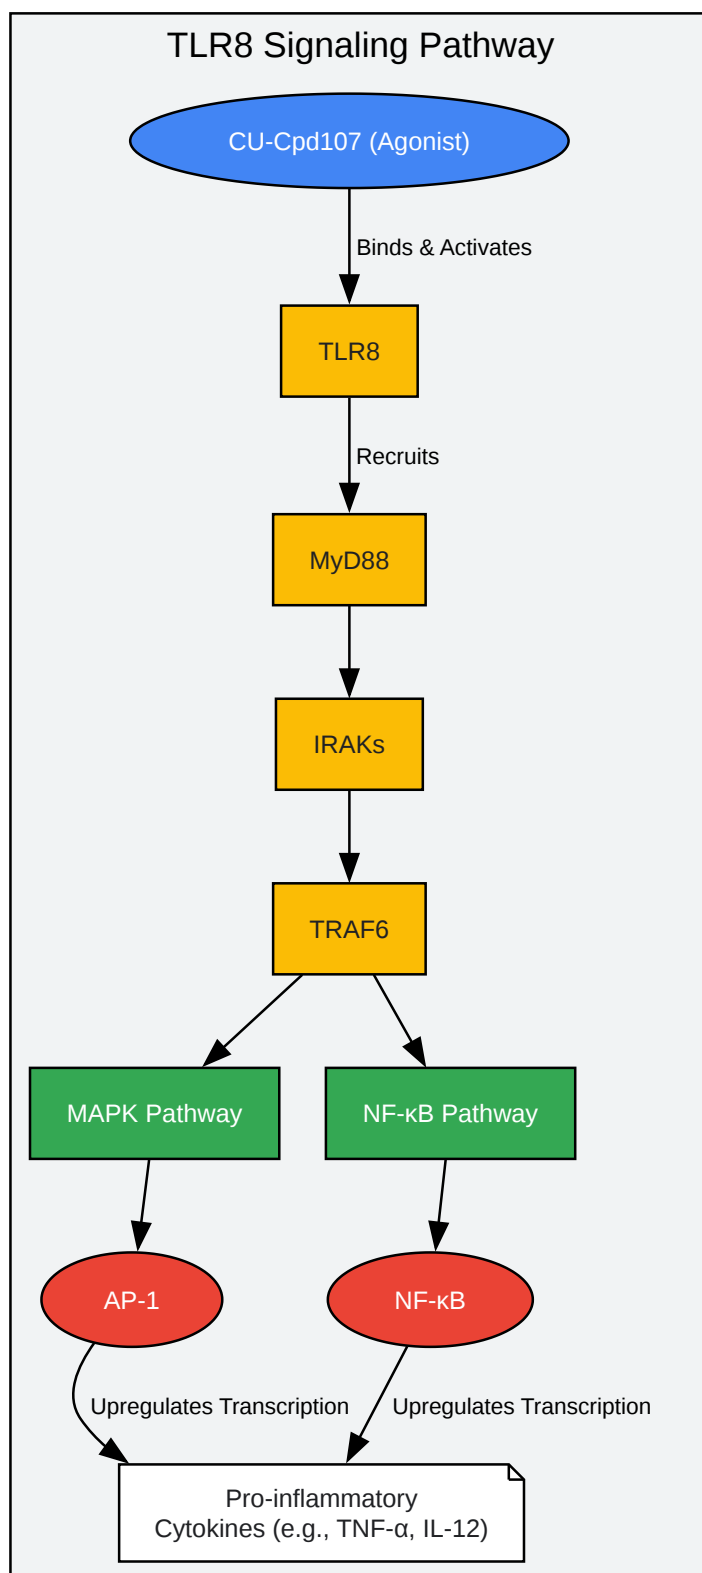 TLR8 Signaling Pathway
CU-Cpd107 (Agonist)
Binds & Activates
TLR8
Recruits
MyD88
IRAKs
TRAF6
MAPK Pathway
NF-κB Pathway
AP-1
NF-κB
Upregulates Transcription
Upregulates Transcription
Pro-inflammatory
Cytokines (e.g., TNF-α, IL-12)